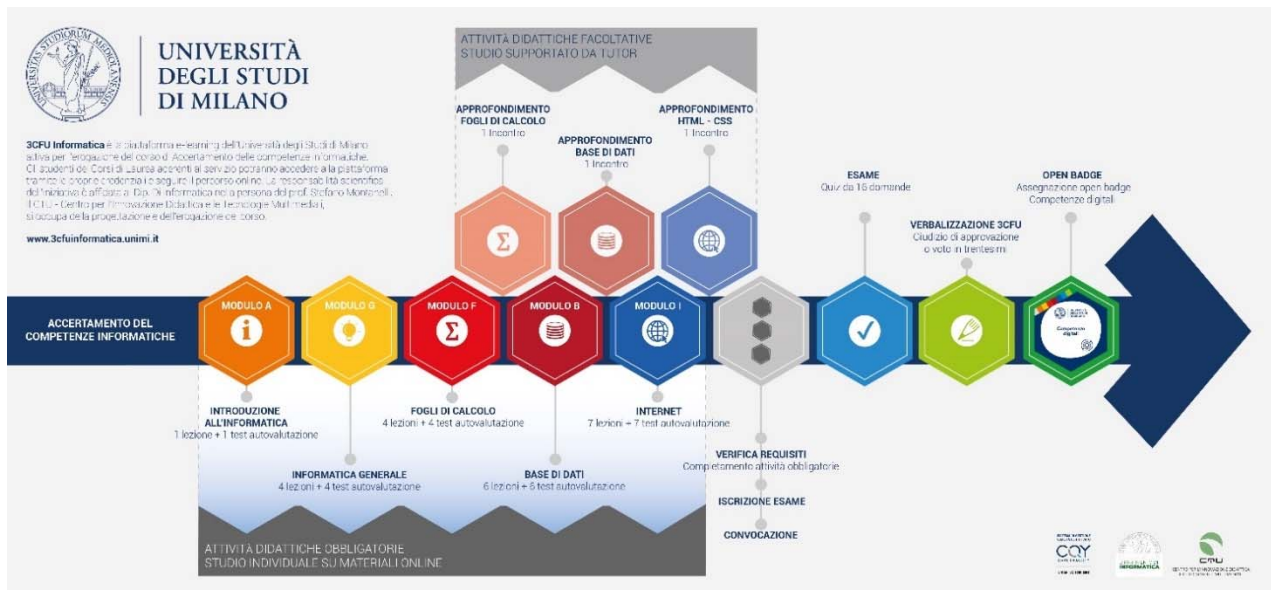 UNIVERSITÀ
DEGLI STUDI
DI MILANO
3CFU Informatica è la piattaforma e-learning dell'Università degli Studi di Milano
attiva per l'erogazione del corso di Accertamento delle competenze informatiche.
Gli studenti dei Corsi di Laurea aderenti al servizio potranno accedere alla piattaforma
tramite le proprie credenziali e seguire il percorso online. La responsabilità scientifica
dell'iniziativa è affidata al Dip. Di Informatica nella persona del prof. Stefano Montanelli.
Il CTU - Centro per l'Innovazione Didattica e le Tecnologie Multimediali,
si occupa della progettazione e dell'erogazione del corso.
www.3cfuinformatica.unimi.it
ATTIVITÀ DIDATTICHE FACOLTATIVE
STUDIO SUPPORTATO DA TUTOR
APPROFONDIMENTO
FOGLI DI CALCOLO
1 Incontro
APPROFONDIMENTO
BASE DI DATI
1 Incontro
APPROFONDIMENTO
HTML - CSS
1 Incontro
ESAME
Quiz da 16 domande
VERBALIZZAZIONE 3CFU
Giudizio di approvazione
o voto in trentesimi
OPEN BADGE
Assegnazione open badge
Competenze digitali
ACCERTAMENTO DEL
COMPETENZE INFORMATICHE
MODULO A
MODULO G
MODULO F
MODULO B
MODULO I
Competenze
digitali
INTRODUZIONE
ALL'INFORMATICA
1 lezione + 1 test autovalutazione
INFORMATICA GENERALE
4 lezioni + 4 test autovalutazione
FOGLI DI CALCOLO
4 lezioni + 4 test autovalutazione
BASE DI DATI
6 lezioni + 6 test autovalutazione
INTERNET
7 lezioni + 7 test autovalutazione
VERIFICA REQUISITI
Completamento attività obbligatorie
ISCRIZIONE ESAME
CONVOCAZIONE
ATTIVITÀ DIDATTICHE OBBLIGATORIE
STUDIO INDIVIDUALE SU MATERIALI ONLINE
INFORMATICA
CTU